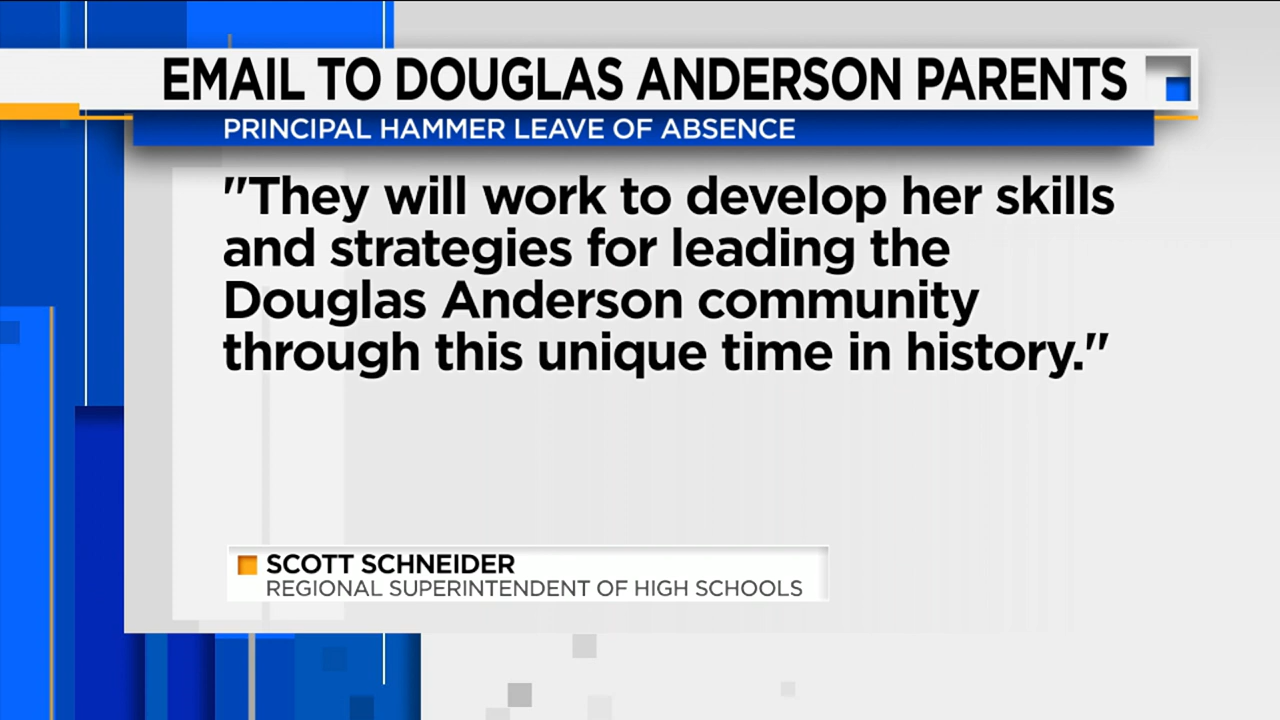 EMAIL TO DOUGLAS ANDERSON PARENTS
PRINCIPAL HAMMER LEAVE OF ABSENCE
"They will work to develop her skills
and strategies for leading the
Douglas Anderson community
through this unique time in history."
SCOTT SCHNEIDER
REGIONAL SUPERINTENDENT OF HIGH SCHOOLS